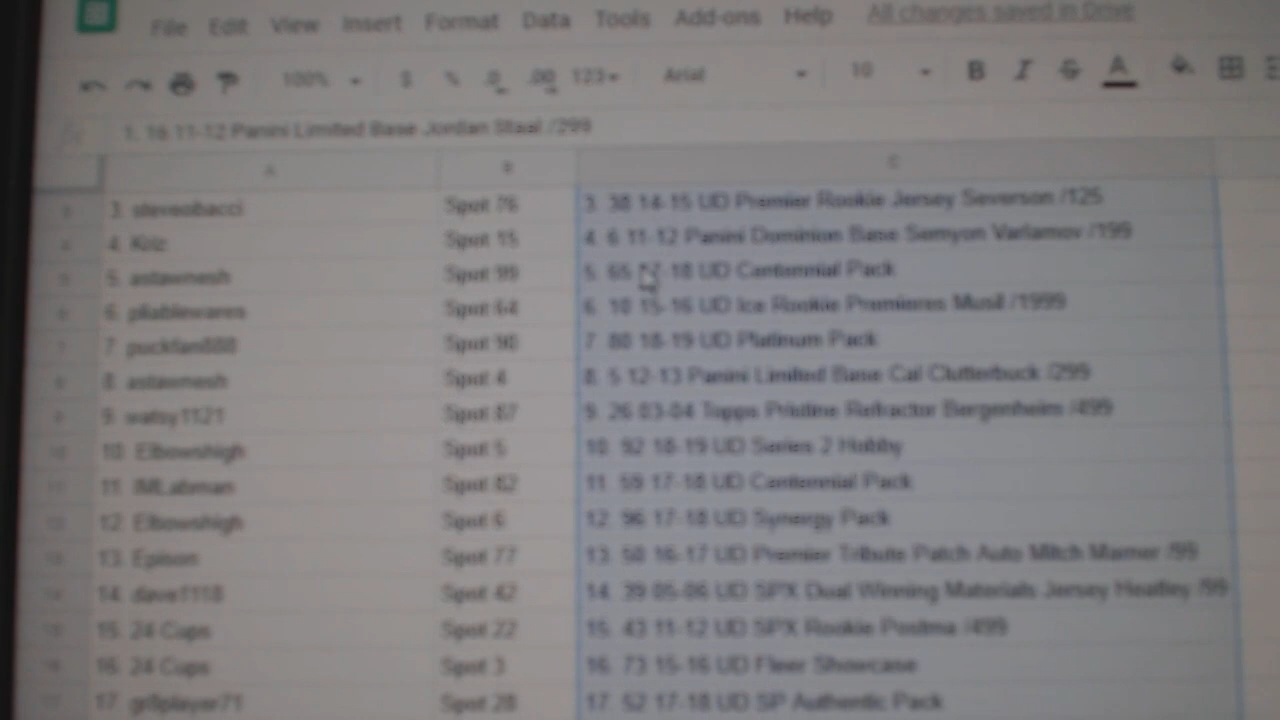 File Edit View Insert Format Data Tools Add-ons Help All changes saved in Drive
100% $ % .0 .00 123 Arial 10 B I S A
1. 16 11-12 Panini Limited Base Jordan Staal /299
A B C
3. steveobacci Spot 76 3. 38 14-15 UD Premier Rookie Jersey Severson /125
4. Kriz Spot 15 4. 6 11-12 Panini Dominion Base Semyon Varlamov /199
5. astawnesh Spot 99 5. 65 17-18 UD Centennial Pack
6. pliablewares Spot 64 6. 10 15-16 UD Ice Rookie Premieres Musil /1999
7. puckfan888 Spot 90 7. 80 18-19 UD Platinum Pack
8. astawnesh Spot 4 8. 5 12-13 Panini Limited Base Cal Clutterbuck /299
9. watsy1121 Spot 87 9. 26 03-04 Topps Pristine Refractor Bergenheim /499
10. Elbowshigh Spot 5 10. 92 18-19 UD Series 2 Hobby
11. IMLabman Spot 82 11. 59 17-18 UD Centennial Pack
12. Elbowshigh Spot 6 12. 96 17-18 UD Synergy Pack
13. Epison Spot 77 13. 50 16-17 UD Premier Tribute Patch Auto Mitch Marner /99
14. dave1118 Spot 42 14. 39 05-06 UD SPX Dual Winning Materials Jersey Heatley /99
15. 24 Cups Spot 22 15. 43 11-12 UD SPX Rookie Postma /499
16. 24 Cups Spot 3 16. 73 15-16 UD Fleer Showcase
17. gr8player71 Spot 28 17. 52 17-18 UD SP Authentic Pack